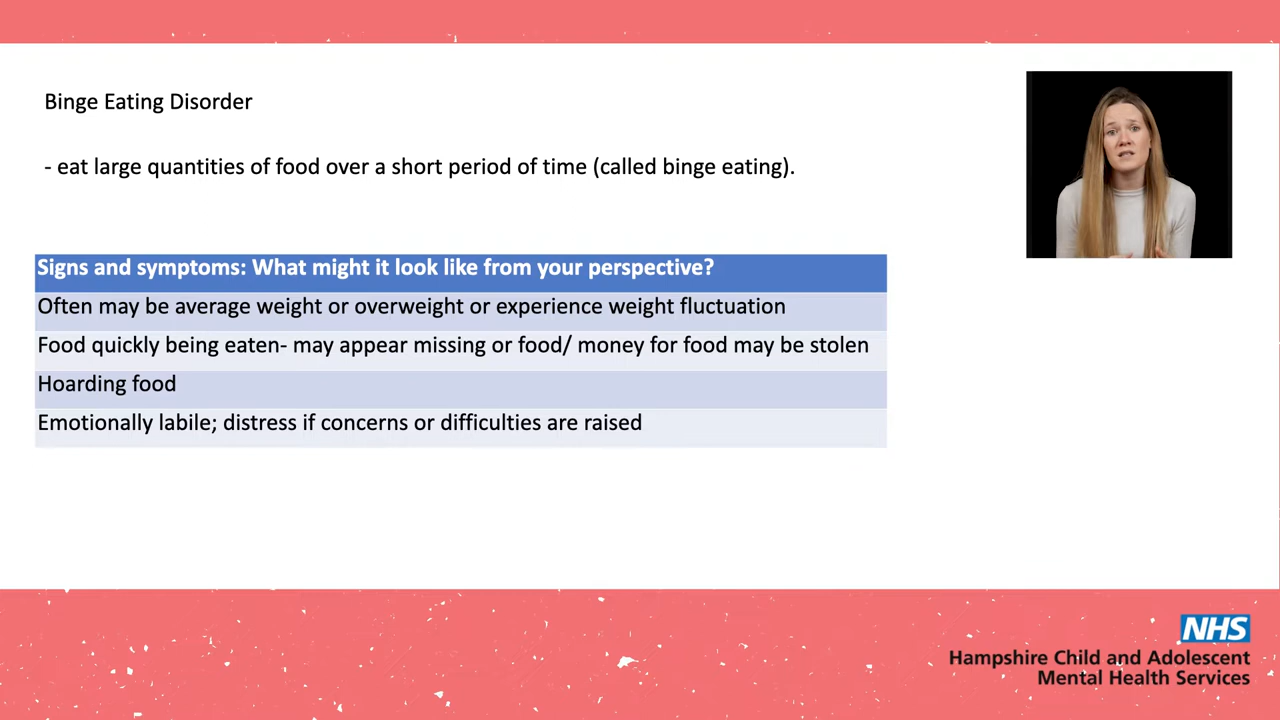 Binge Eating Disorder
- eat large quantities of food over a short period of time (called binge eating).
Signs and symptoms: What might it look like from your perspective?
Often may be average weight or overweight or experience weight fluctuation
Food quickly being eaten- may appear missing or food/ money for food may be stolen
Hoarding food
Emotionally labile; distress if concerns or difficulties are raised
NHS
Hampshire Child and Adolescent
Mental Health Services